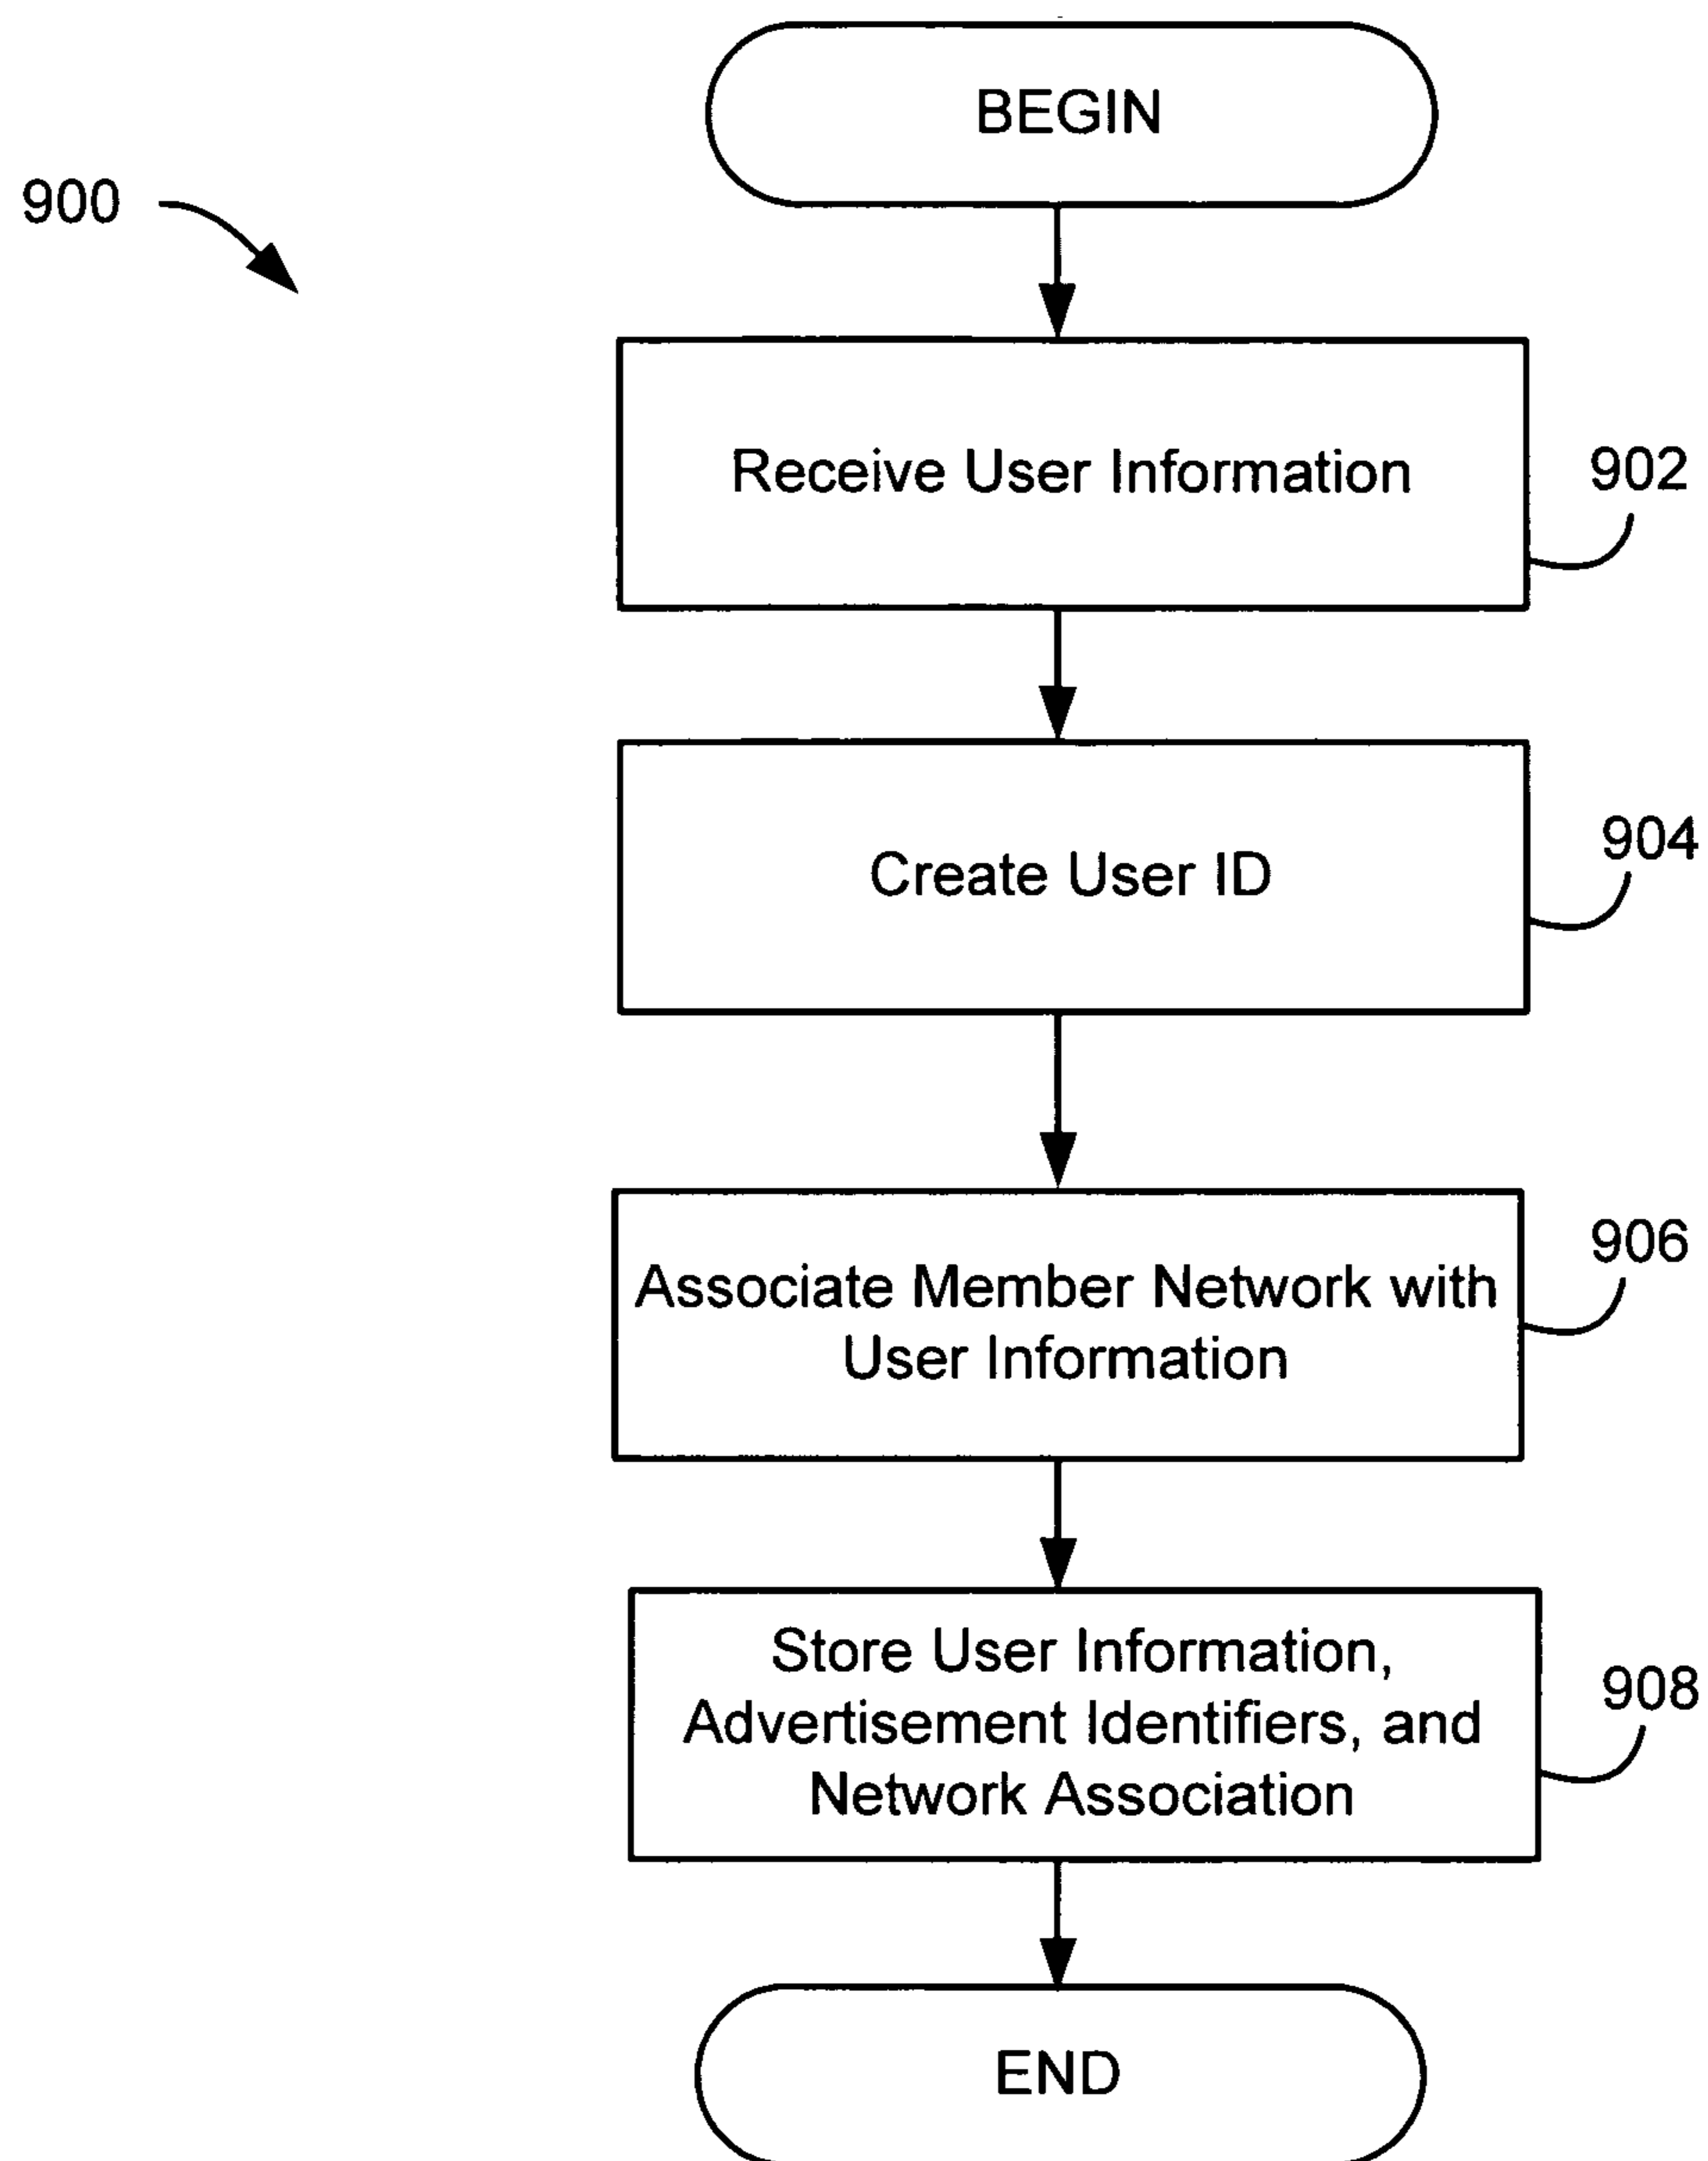 BEGIN
900
Receive User Information
902
Create User ID
904
Associate Member Network with
User Information
906
Store User Information,
Advertisement Identifiers, and
Network Association
908
END